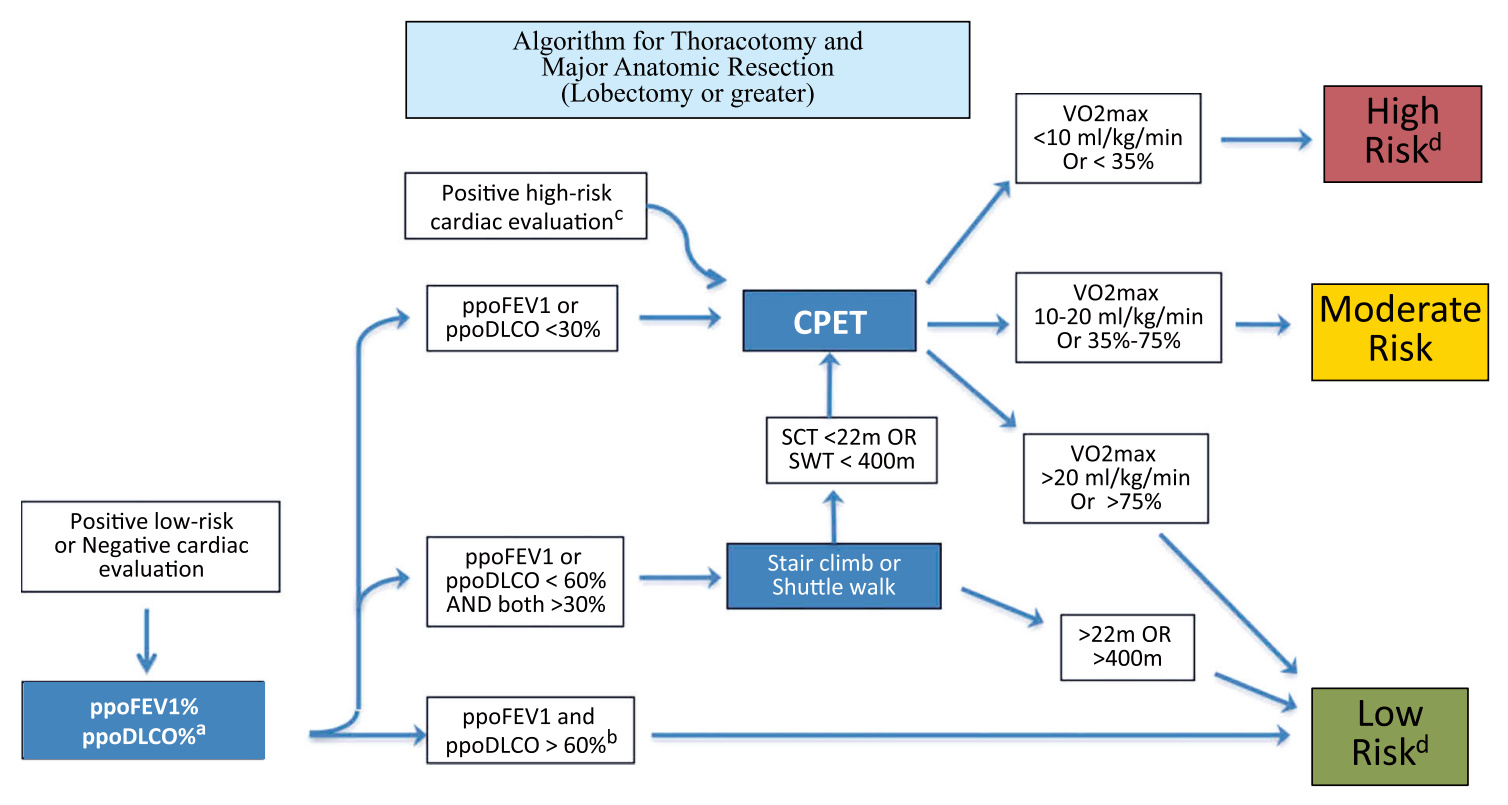 Algorithm for Thoracotomy and
Major Anatomic Resection
(Lobectomy or greater)
Positive high-risk
cardiac evaluationc
ppoFEV1 or
ppoDLCO <30%
CPET
VO2max
<10 ml/kg/min
Or < 35%
High
Riskd
VO2max
10-20 ml/kg/min
Or 35%-75%
Moderate
Risk
SCT <22m OR
SWT < 400m
VO2max
>20 ml/kg/min
Or >75%
Positive low-risk
or Negative cardiac
evaluation
ppoFEV1 or
ppoDLCO < 60%
AND both >30%
Stair climb or
Shuttle walk
>22m OR
>400m
ppoFEV1%
ppoDLCO%a
ppoFEV1 and
ppoDLCO > 60%b
Low
Riskd